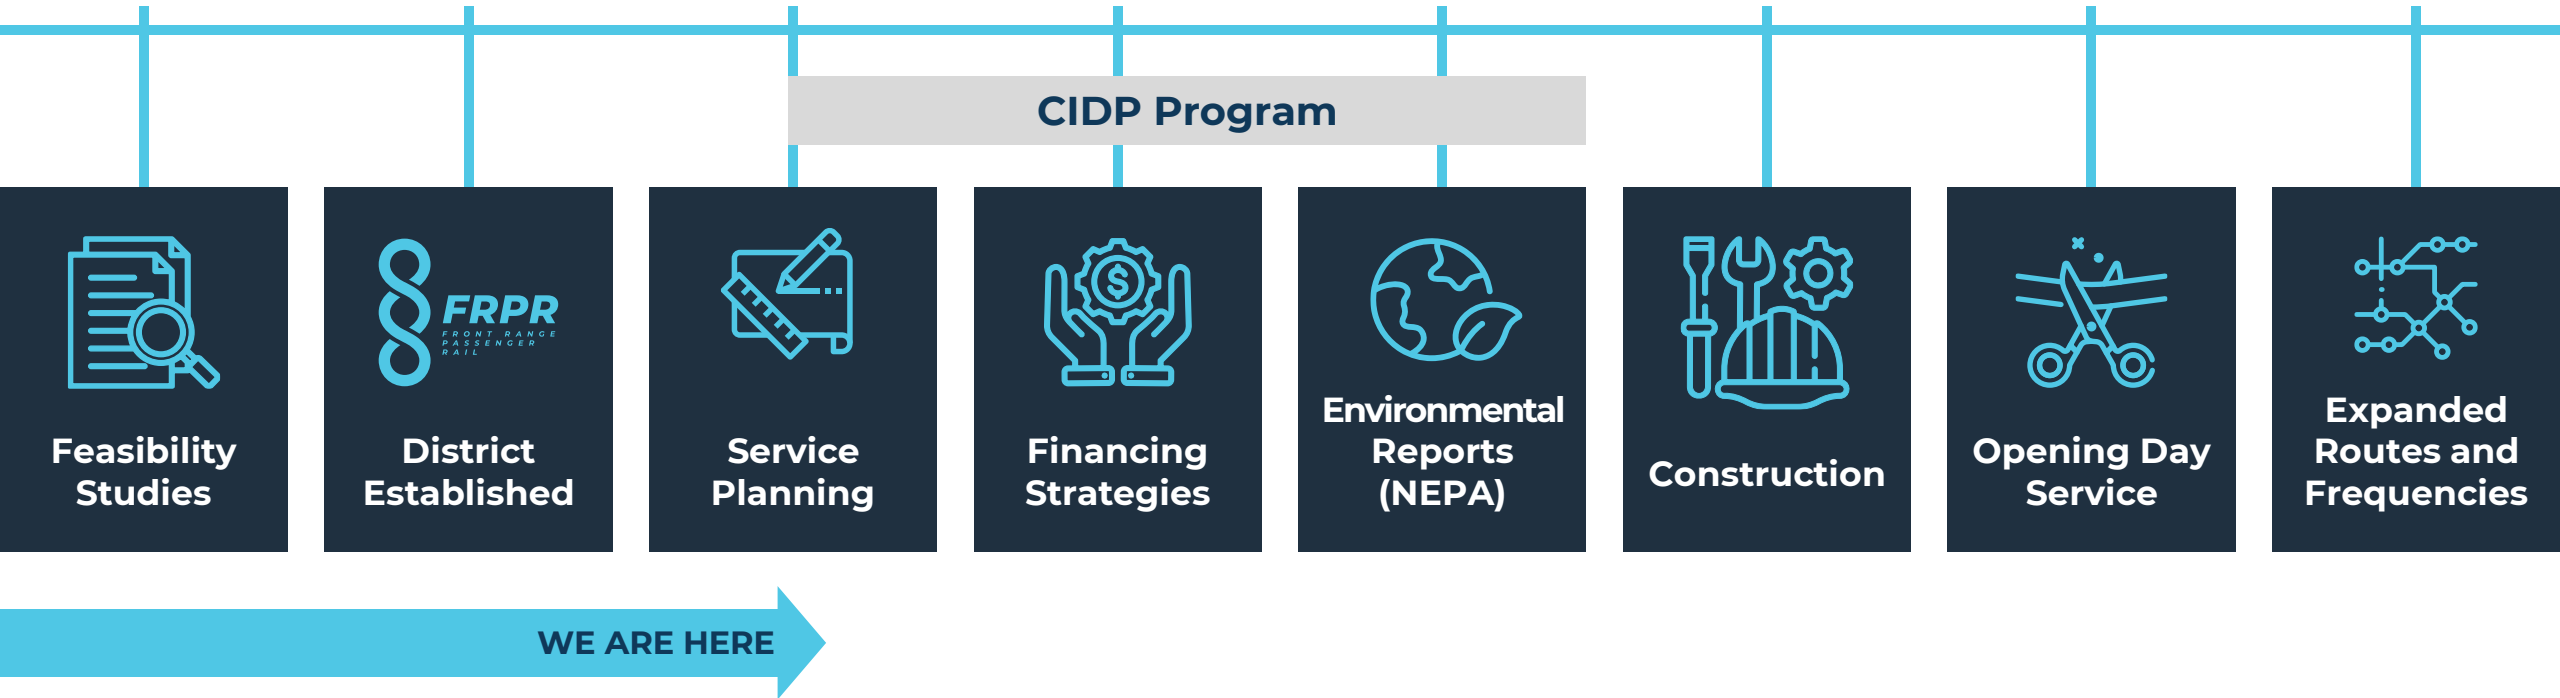 CIDP Program
$
FRPR
FRONT RANGE
PASSENGER
RAIL
Feasibility
Studies
District
Established
Service
Planning
Financing
Strategies
Environmental
Reports
(NEPA)
Construction
Opening Day
Service
Expanded
Routes and
Frequencies
WE ARE HERE